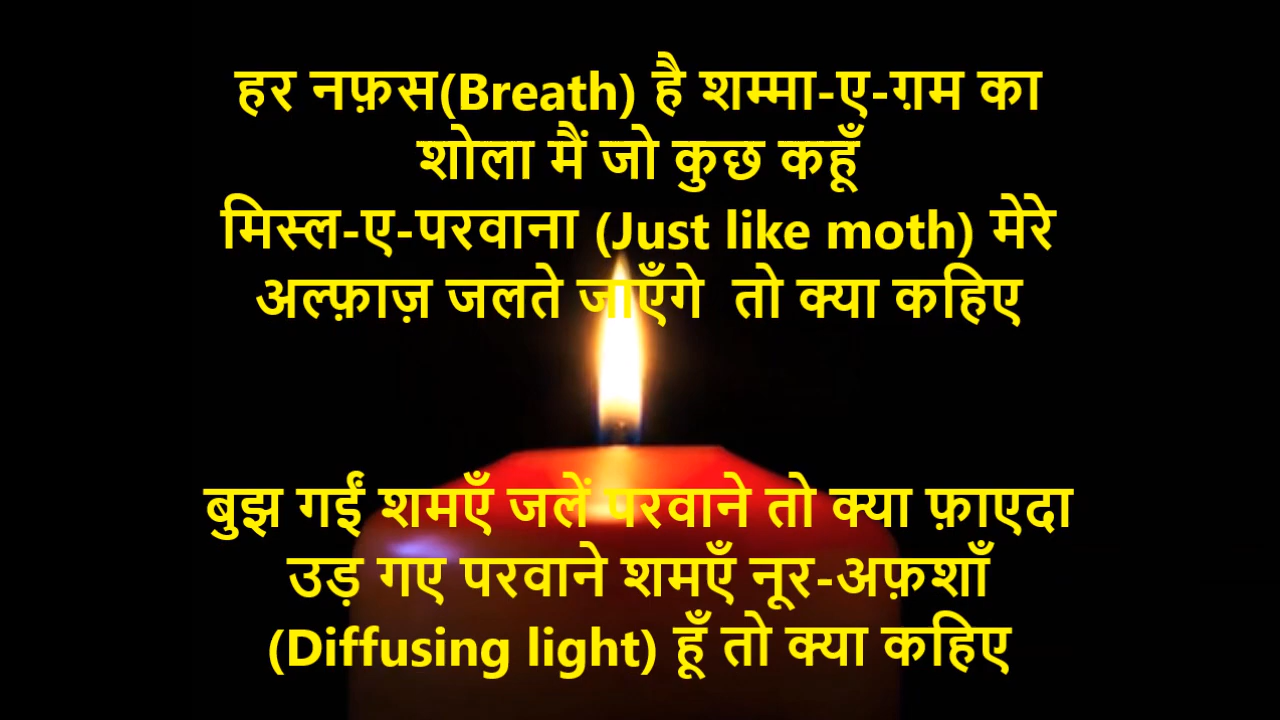 हर नफ़स(Breath) है शम्मा-ए-ग़म का
शोला मैं जो कुछ कहूँ
मिस्ल-ए-परवाना (Just like moth) मेरे
अल्फ़ाज़ जलते जाएँगे  तो क्या कहिए
बुझ गईं शमएँ जलें परवाने तो क्या फ़ाएदा
उड़ गए परवाने शमएँ नूर-अफ़शाँ
(Diffusing light) हूँ तो क्या कहिए